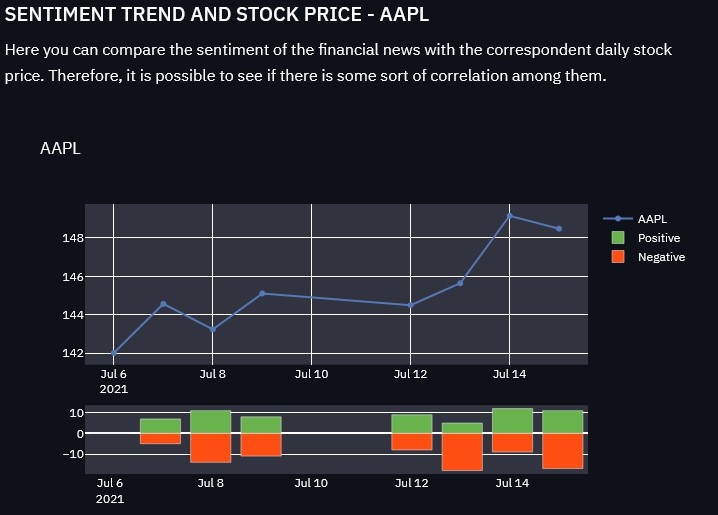 SENTIMENT TREND AND STOCK PRICE - AAPL
Here you can compare the sentiment of the financial news with the correspondent daily stock
price. Therefore, it is possible to see if there is some sort of correlation among them.
AAPL
148
146
144
142
Jul 6 Jul 8 Jul 10 Jul 12 Jul 14
2021
AAPL
Positive
Negative
10
0
−10
Jul 6 Jul 8 Jul 10 Jul 12 Jul 14
2021